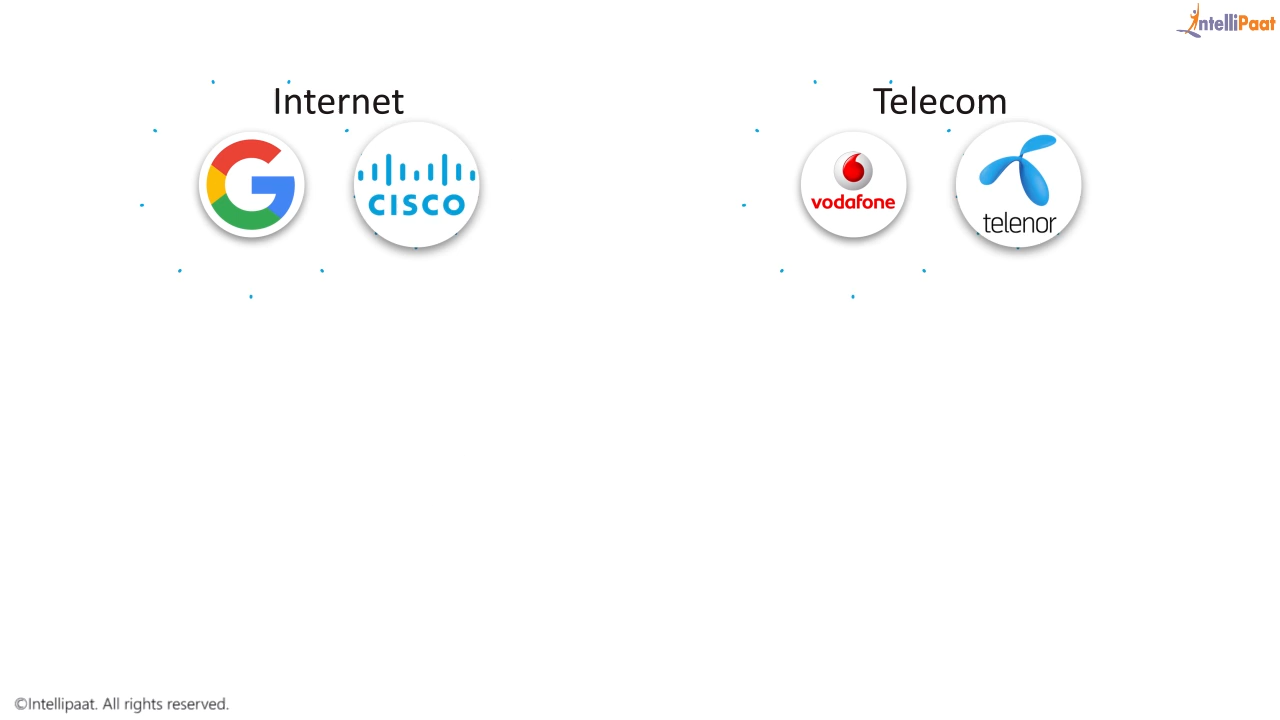 IntelliPaat
Internet
Telecom
CISCO
vodafone
telenor
©Intellipaat. All rights reserved.